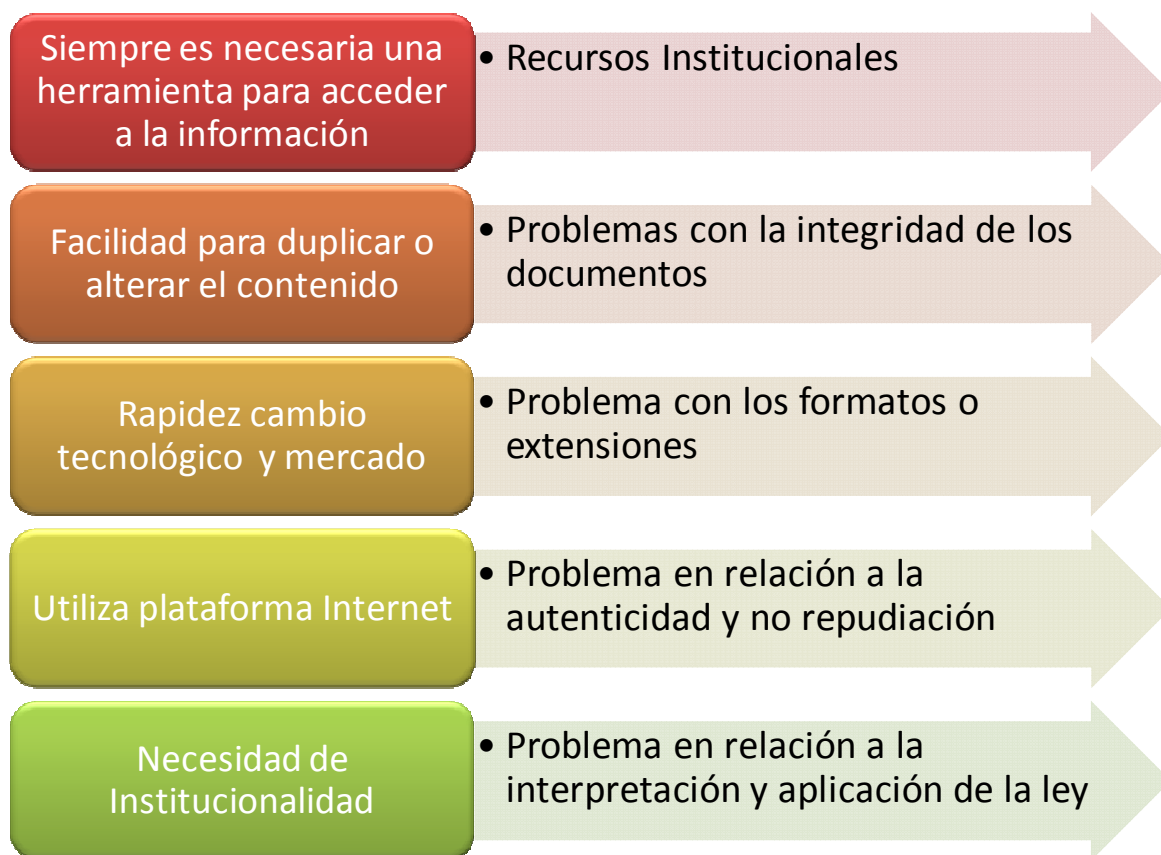 Siempre es necesaria una
herramienta para acceder
a la información
• Recursos Institucionales
Facilidad para duplicar o
alterar el contenido
• Problemas con la integridad de los
documentos
Rapidez cambio
tecnológico y mercado
• Problema con los formatos o
extensiones
Utiliza plataforma Internet
• Problema en relación a la
autenticidad y no repudiación
Necesidad de
Institucionalidad
• Problema en relación a la
interpretación y aplicación de la ley